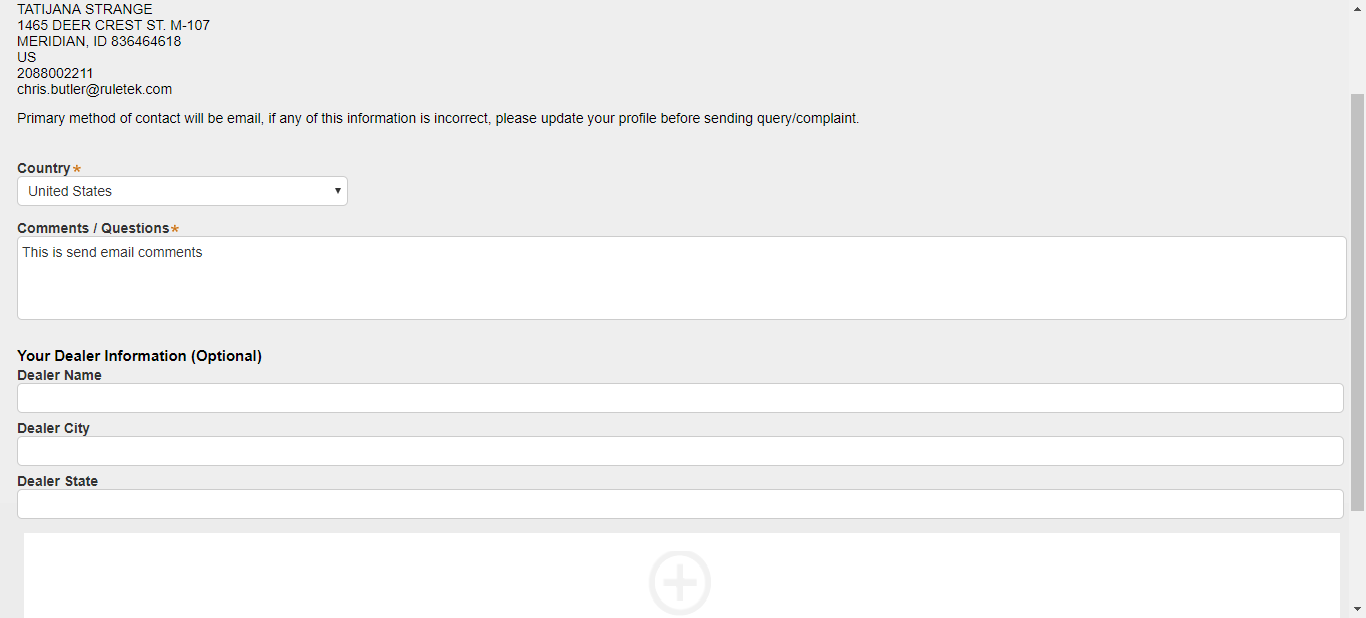 TATIJANA STRANGE
1465 DEER CREST ST. M-107
MERIDIAN, ID 836464618
US
2088002211
chris.butler@ruletek.com
Primary method of contact will be email, if any of this information is incorrect, please update your profile before sending query/complaint.
Country*
United States
Comments / Questions*
This is send email comments
Your Dealer Information (Optional)
Dealer Name
Dealer City
Dealer State